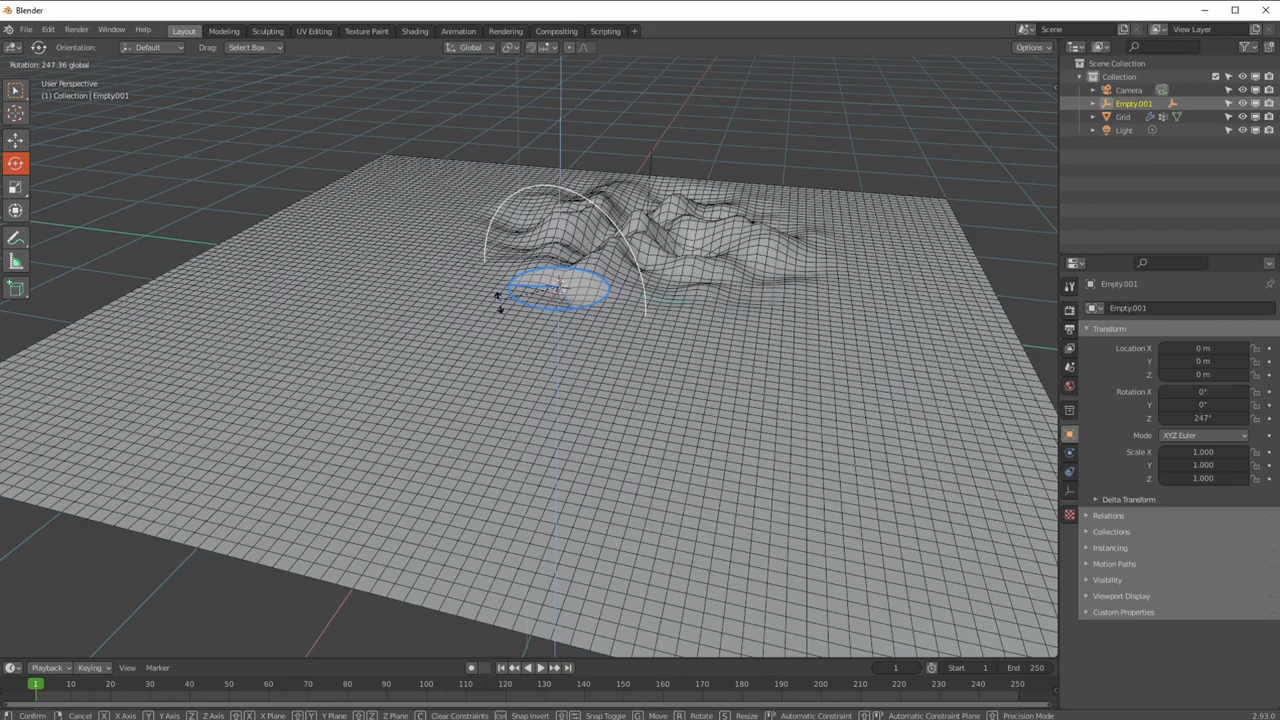 Blender
File Edit Render Window Help Layout Modeling Sculpting UV Editing Texture Paint Shading Animation Rendering Compositing Scripting + Scene View Layer
Orientation: Default Drag: Select Box Global Options
Rotation: 247.36 global
User Perspective
(1) Collection | Empty.001
Scene Collection
Collection
Camera
Empty.001
Grid
Light
Empty.001
Empty.001
Transform
Location X 0 m
Y 0 m
Z 0 m
Rotation X 0°
Y 0°
Z 247°
Mode XYZ Euler
Scale X 1.000
Y 1.000
Z 1.000
Delta Transform
Relations
Collections
Instancing
Motion Paths
Visibility
Viewport Display
Custom Properties
Playback Keying View Marker 1 Start 1 End 250
1 10 20 30 40 50 60 70 80 90 100 110 120 130 140 150 160 170 180 190 200 210 220 230 240 250
Confirm Cancel X X Axis Y Y Axis Z Z Axis X X Plane Y Y Plane Z Z Plane C Clear Constraints Snap Invert Snap Toggle G Move R Rotate S Resize Automatic Constraint Automatic Constraint Plane Precision Mode 2.93.0